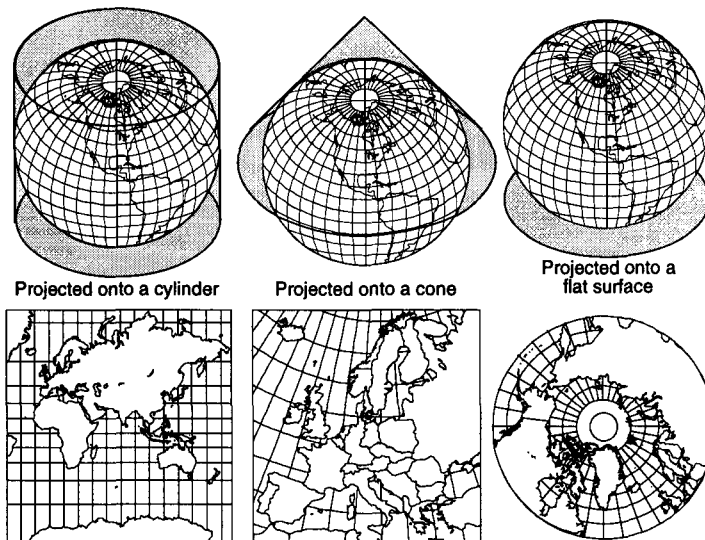 Projected onto a cylinder
Projected onto a cone
Projected onto a
flat surface